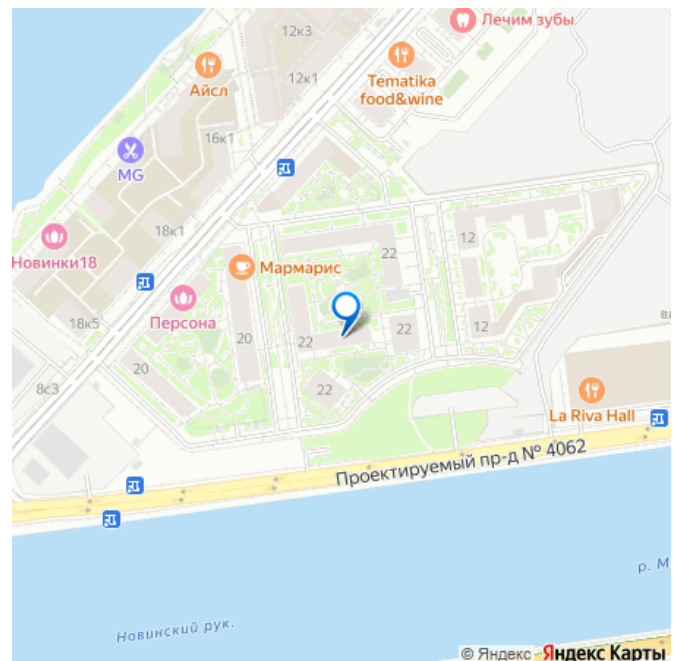 12к3
Лечим зубы
Айсл
12к1
Tematika
food&wine
16к1
MG
18к1
Новинки18
22
12
Мармарис
Персона
18к5
20
22
22
12
20
8с3
22
La Riva Hall
Проектируемый пр-д № 4062
р. М
Новинский рук.
© Яндекс Яндекс Карты